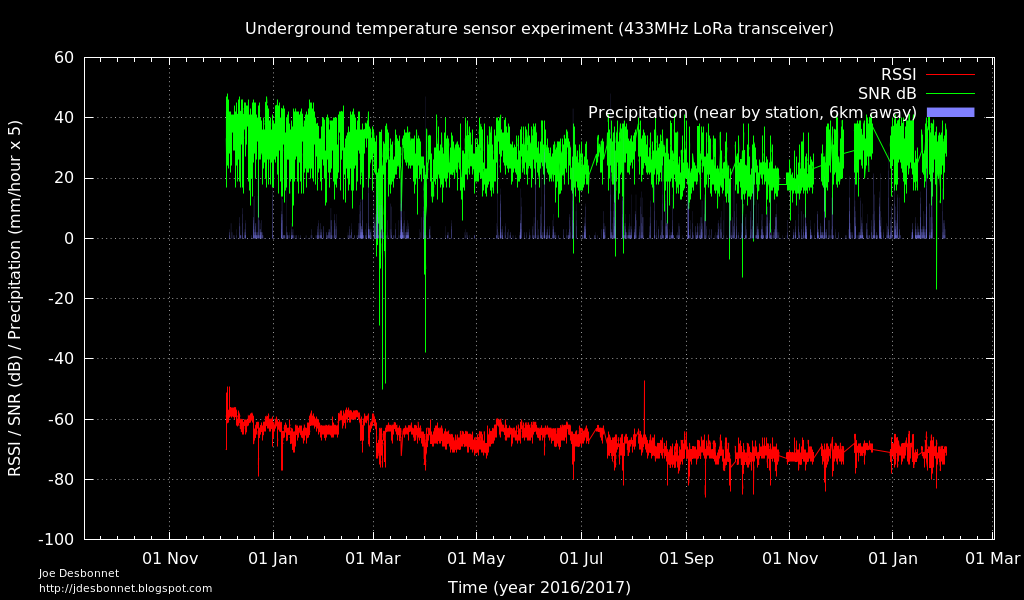 Underground temperature sensor experiment (433MHz LoRa transceiver)
RSSI
SNR dB
Precipitation (near by station, 6km away)
RSSI / SNR (dB) / Precipitation (mm/hour x 5)
60
40
20
0
-20
-40
-60
-80
-100
01 Nov 01 Jan 01 Mar 01 May 01 Jul 01 Sep 01 Nov 01 Jan 01 Mar
Time (year 2016/2017)
Joe Desbonnet
http://jdesbonnet.blogspot.com